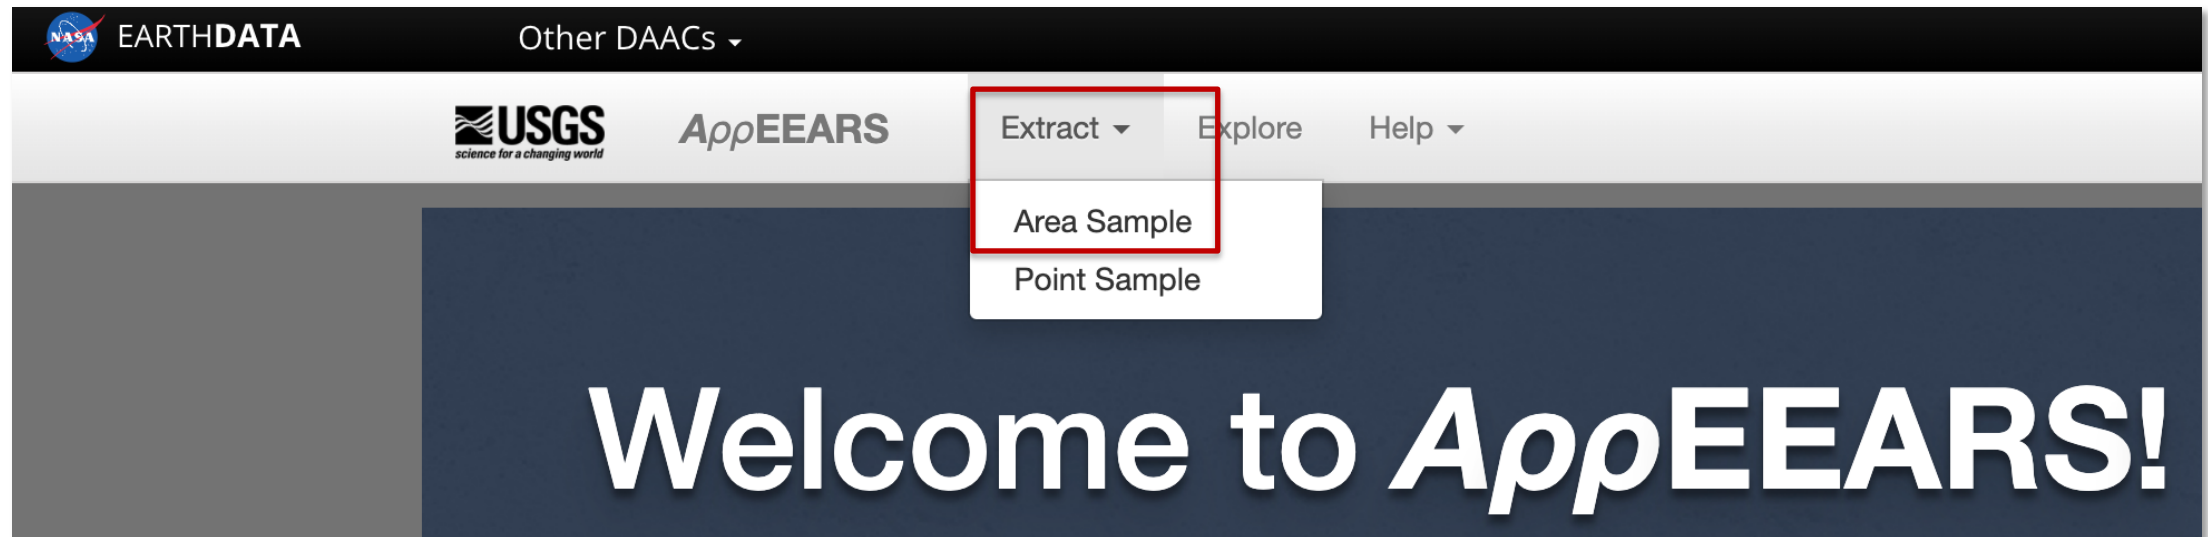 NASA EARTHDATA Other DAACs
USGS AppEEARS Extract Explore Help
science for a changing world
Area Sample
Point Sample
Welcome to AppEEARS!